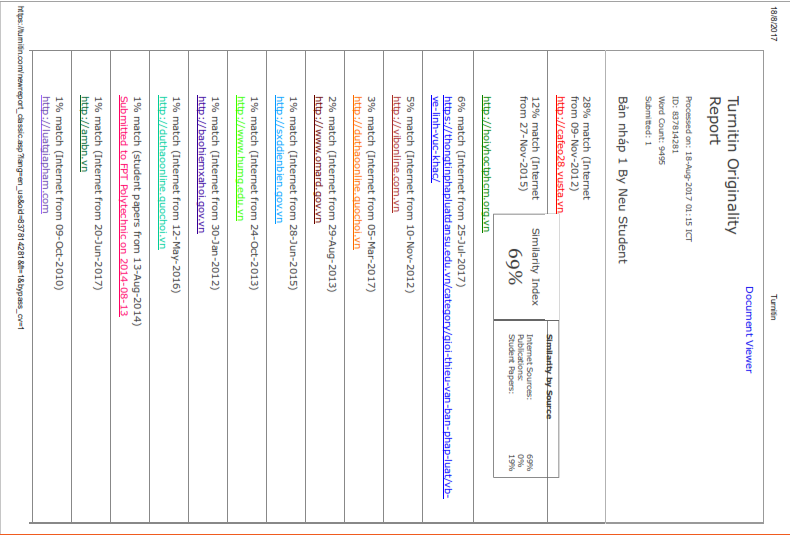 18/8/2017
Turnitin
Document Viewer
Turnitin Originality
Report
Processed on: 18-Aug-2017 01:15 ICT
ID: 837814281
Word Count: 9495
Submitted: 1
Bản nháp 1 By Neu Student
Similarity Index
69%
Similarity by Source
Internet Sources: 69%
Publications: 0%
Student Papers: 19%
28% match (Internet
from 09-Nov-2012)
http://cafeo28.vusta.vn
12% match (Internet
from 27-Nov-2015)
http://hoiyhoctphcm.org.vn
6% match (Internet from 25-Jul-2017)
https://thongtinphapluatdansu.edu.vn/category/gioi-thieu-van-ban-phap-luat/vb-
ve-linh-vuc-khac/
5% match (Internet from 10-Nov-2012)
http://vibonline.com.vn
3% match (Internet from 05-Mar-2017)
http://duthaoonline.quochoi.vn
2% match (Internet from 29-Aug-2013)
http://www.omard.gov.vn
1% match (Internet from 28-Jun-2015)
http://sxddienbien.gov.vn
1% match (Internet from 24-Oct-2013)
http://www.humg.edu.vn
1% match (Internet from 30-Jan-2012)
http://baohiemxahoi.gov.vn
1% match (Internet from 12-May-2016)
http://duthaoonline.quochoi.vn
1% match (student papers from 13-Aug-2014)
Submitted to FPT Polytechnic on 2014-08-13
1% match (Internet from 20-Jun-2017)
http://ambn.vn
1% match (Internet from 09-Oct-2010)
http://luatgiapham.com
https://turnitin.com/newreport_classic.asp?lang=en_us&oid=837814281&ft=1&bypass_cv=1